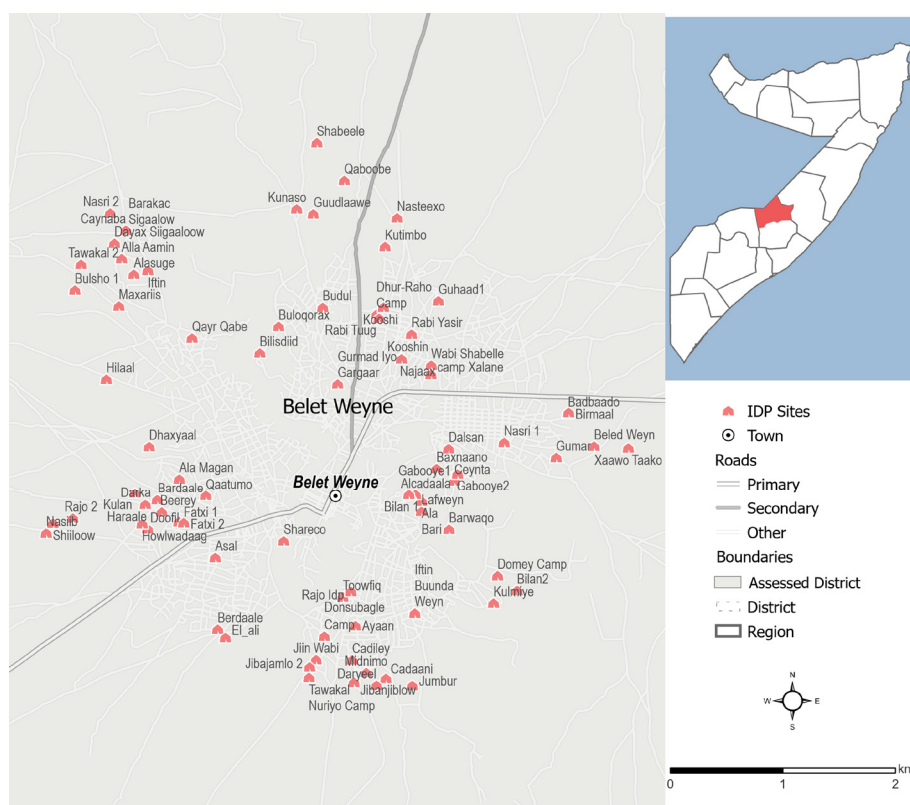 Shabeele
Qaboobe
Nasri 2
Barakac
Kunaso
Guudlaawe
Nasteexo
Caynaba
Sigaalow
Dayax Siigaaloow
Kutimbo
Tawakal 2
Alla Aamin
Alasuge
Bulsho 1
Iftin
Maxariis
Budul
Dhur-Raho
Camp
Guhaad1
Kooshi
Buloqorax
Rabi Tuug
Rabi Yasir
Qayr Qabe
Bilisdiid
Kooshin
Gurmad Iyo
Gargaar
Wabi Shabelle
camp Xalane
Najaax
Hilaal
Belet Weyne
Badbaado
Birmaal
Dhaxyaal
Dalsan
Nasri 1
Gumar
Beled Weyn
Xaawo Taako
Baxnaano
Ala Magan
Gabooye1
Ceynta
Qaatumo
Belet Weyne
Alcadaala
Gabooye2
Darka
Bardaale
Kulan
Beerey
Bilan 1
Lafweyn
Ala
Rajo 2
Nasiib
Shiiloow
Haraale
Doofil
Fatxi 1
Fatxi 2
Howlwadaag
Bari
Barwaqo
Shareco
Asal
Domey Camp
Bilan2
Kulmiye
Iftin
Buunda
Weyn
Toowfiq
Rajo Idp
Donsubagle
Camp
Ayaan
Berdaale
El_ali
Jiin Wabi
Cadiley
Midnimo
Jibajamlo 2
Daryeel
Cadaani
Tawakal
Jibanjiblow
Jumbur
Nuriyo Camp
IDP Sites
Town
Roads
Primary
Secondary
Other
Boundaries
Assessed District
District
Region
N
W
E
S
km
0
1
2